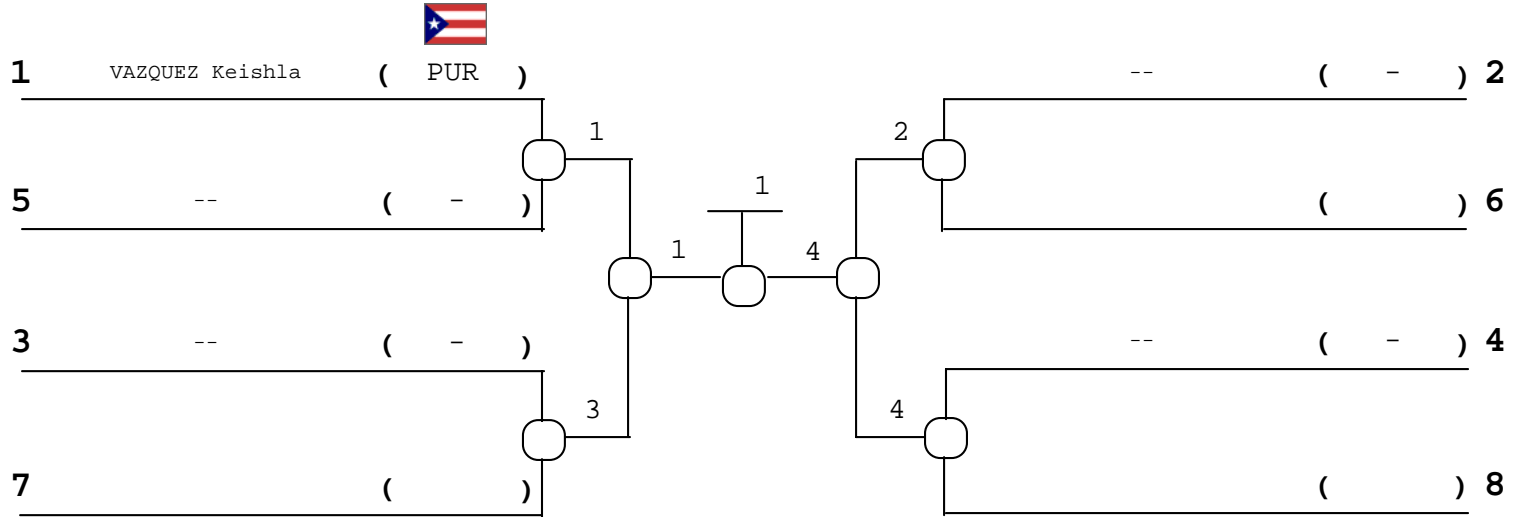 1 VAZQUEZ Keishla ( PUR ) -- ( - ) 2
1 2
5 -- ( - ) 1 ( ) 6
1 4
3 -- ( - ) -- ( - ) 4
3 4
7 ( ) ( ) 8